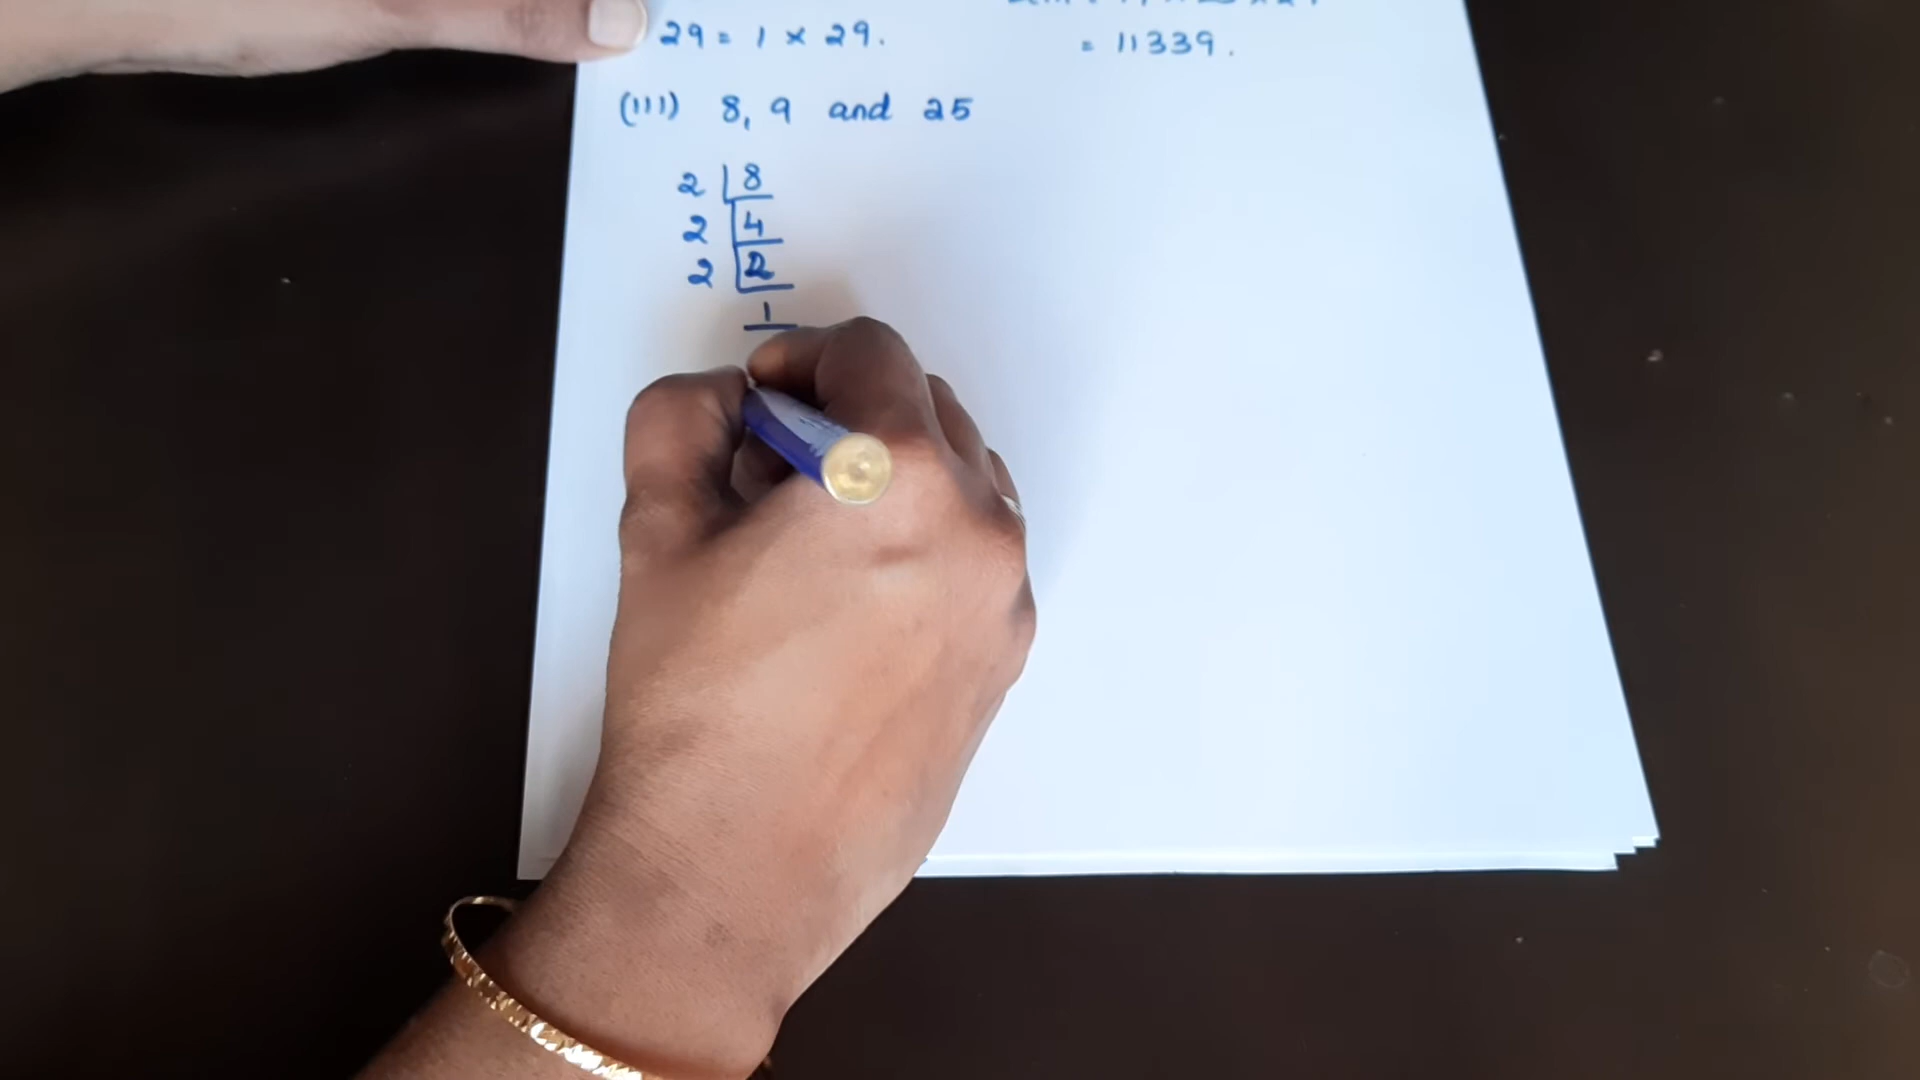 29 = 1 × 29.
= 11339.
(iii) 8, 9 and 25
2 | 8
2 | 4
2 | 2
1